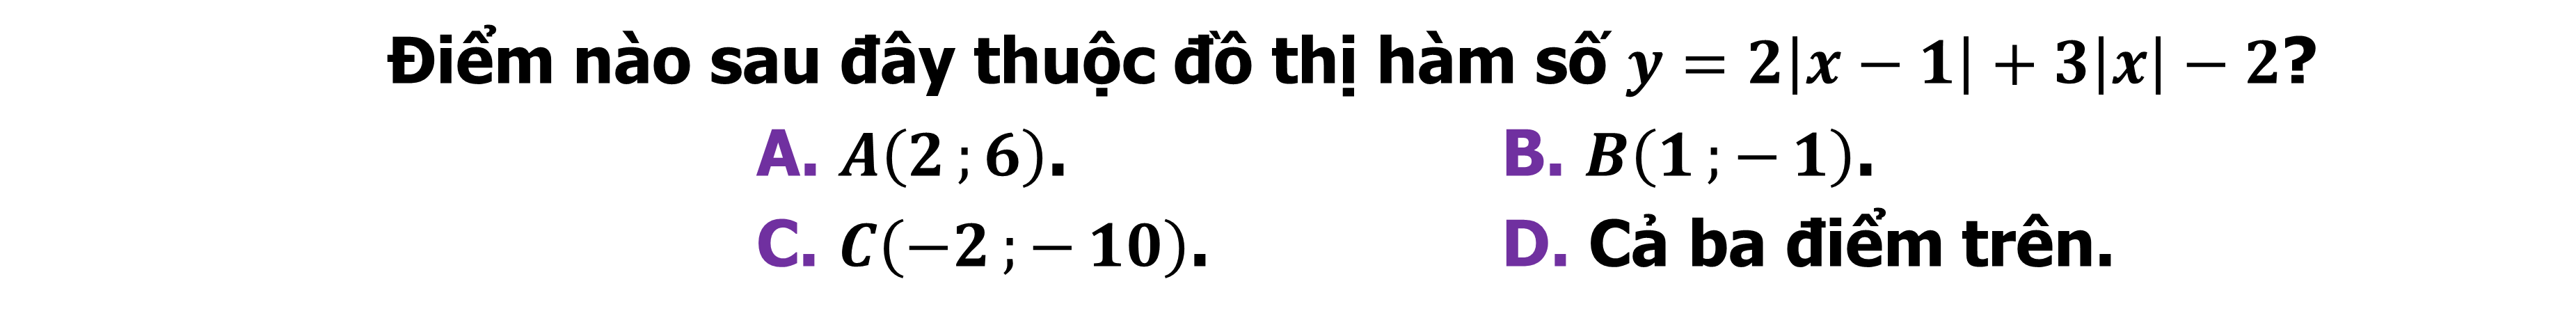 Điểm nào sau đây thuộc đồ thị hàm số y = 2|x − 1| + 3|x| − 2?
A. A(2 ; 6). B. B(1 ; − 1).
C. C(−2 ; − 10). D. Cả ba điểm trên.